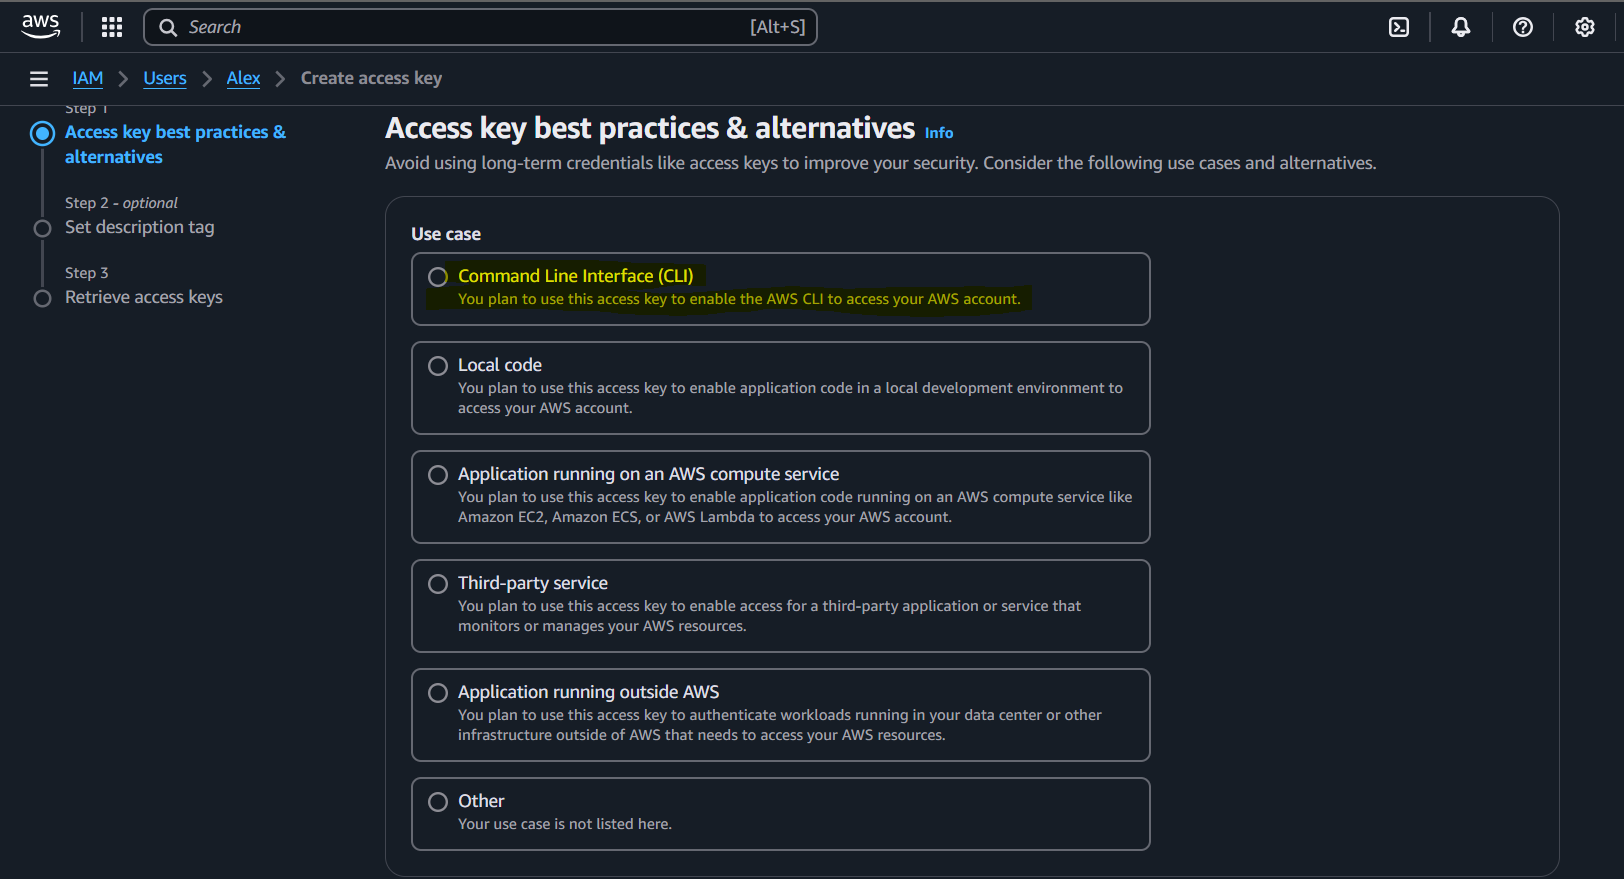 aws
Search [Alt+S]
IAM Users Alex Create access key
Step 1
Access key best practices &
alternatives
Step 2 - optional
Set description tag
Step 3
Retrieve access keys
Access key best practices & alternatives Info
Avoid using long-term credentials like access keys to improve your security. Consider the following use cases and alternatives.
Use case
Command Line Interface (CLI)
You plan to use this access key to enable the AWS CLI to access your AWS account.
Local code
You plan to use this access key to enable application code in a local development environment to
access your AWS account.
Application running on an AWS compute service
You plan to use this access key to enable application code running on an AWS compute service like
Amazon EC2, Amazon ECS, or AWS Lambda to access your AWS account.
Third-party service
You plan to use this access key to enable access for a third-party application or service that
monitors or manages your AWS resources.
Application running outside AWS
You plan to use this access key to authenticate workloads running in your data center or other
infrastructure outside of AWS that needs to access your AWS resources.
Other
Your use case is not listed here.